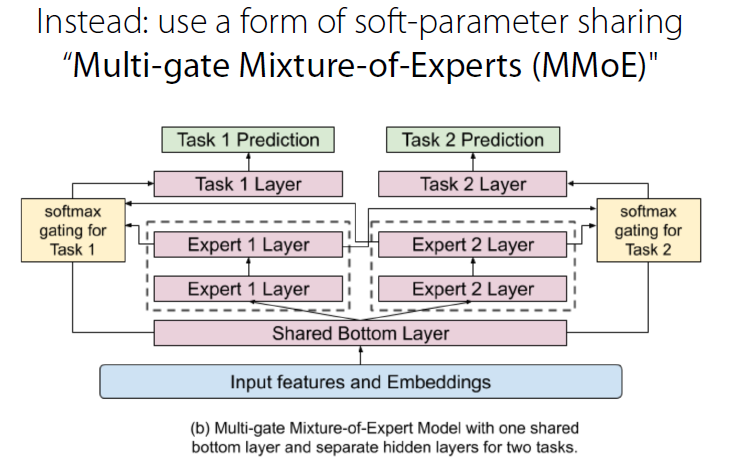 Instead: use a form of soft-parameter sharing
“Multi-gate Mixture-of-Experts (MMoE)"
Task 1 Prediction
Task 2 Prediction
Task 1 Layer
Task 2 Layer
softmax
gating for
Task 1
Expert 1 Layer
Expert 2 Layer
softmax
gating for
Task 2
Expert 1 Layer
Expert 2 Layer
Shared Bottom Layer
Input features and Embeddings
(b) Multi-gate Mixture-of-Expert Model with one shared
bottom layer and separate hidden layers for two tasks.